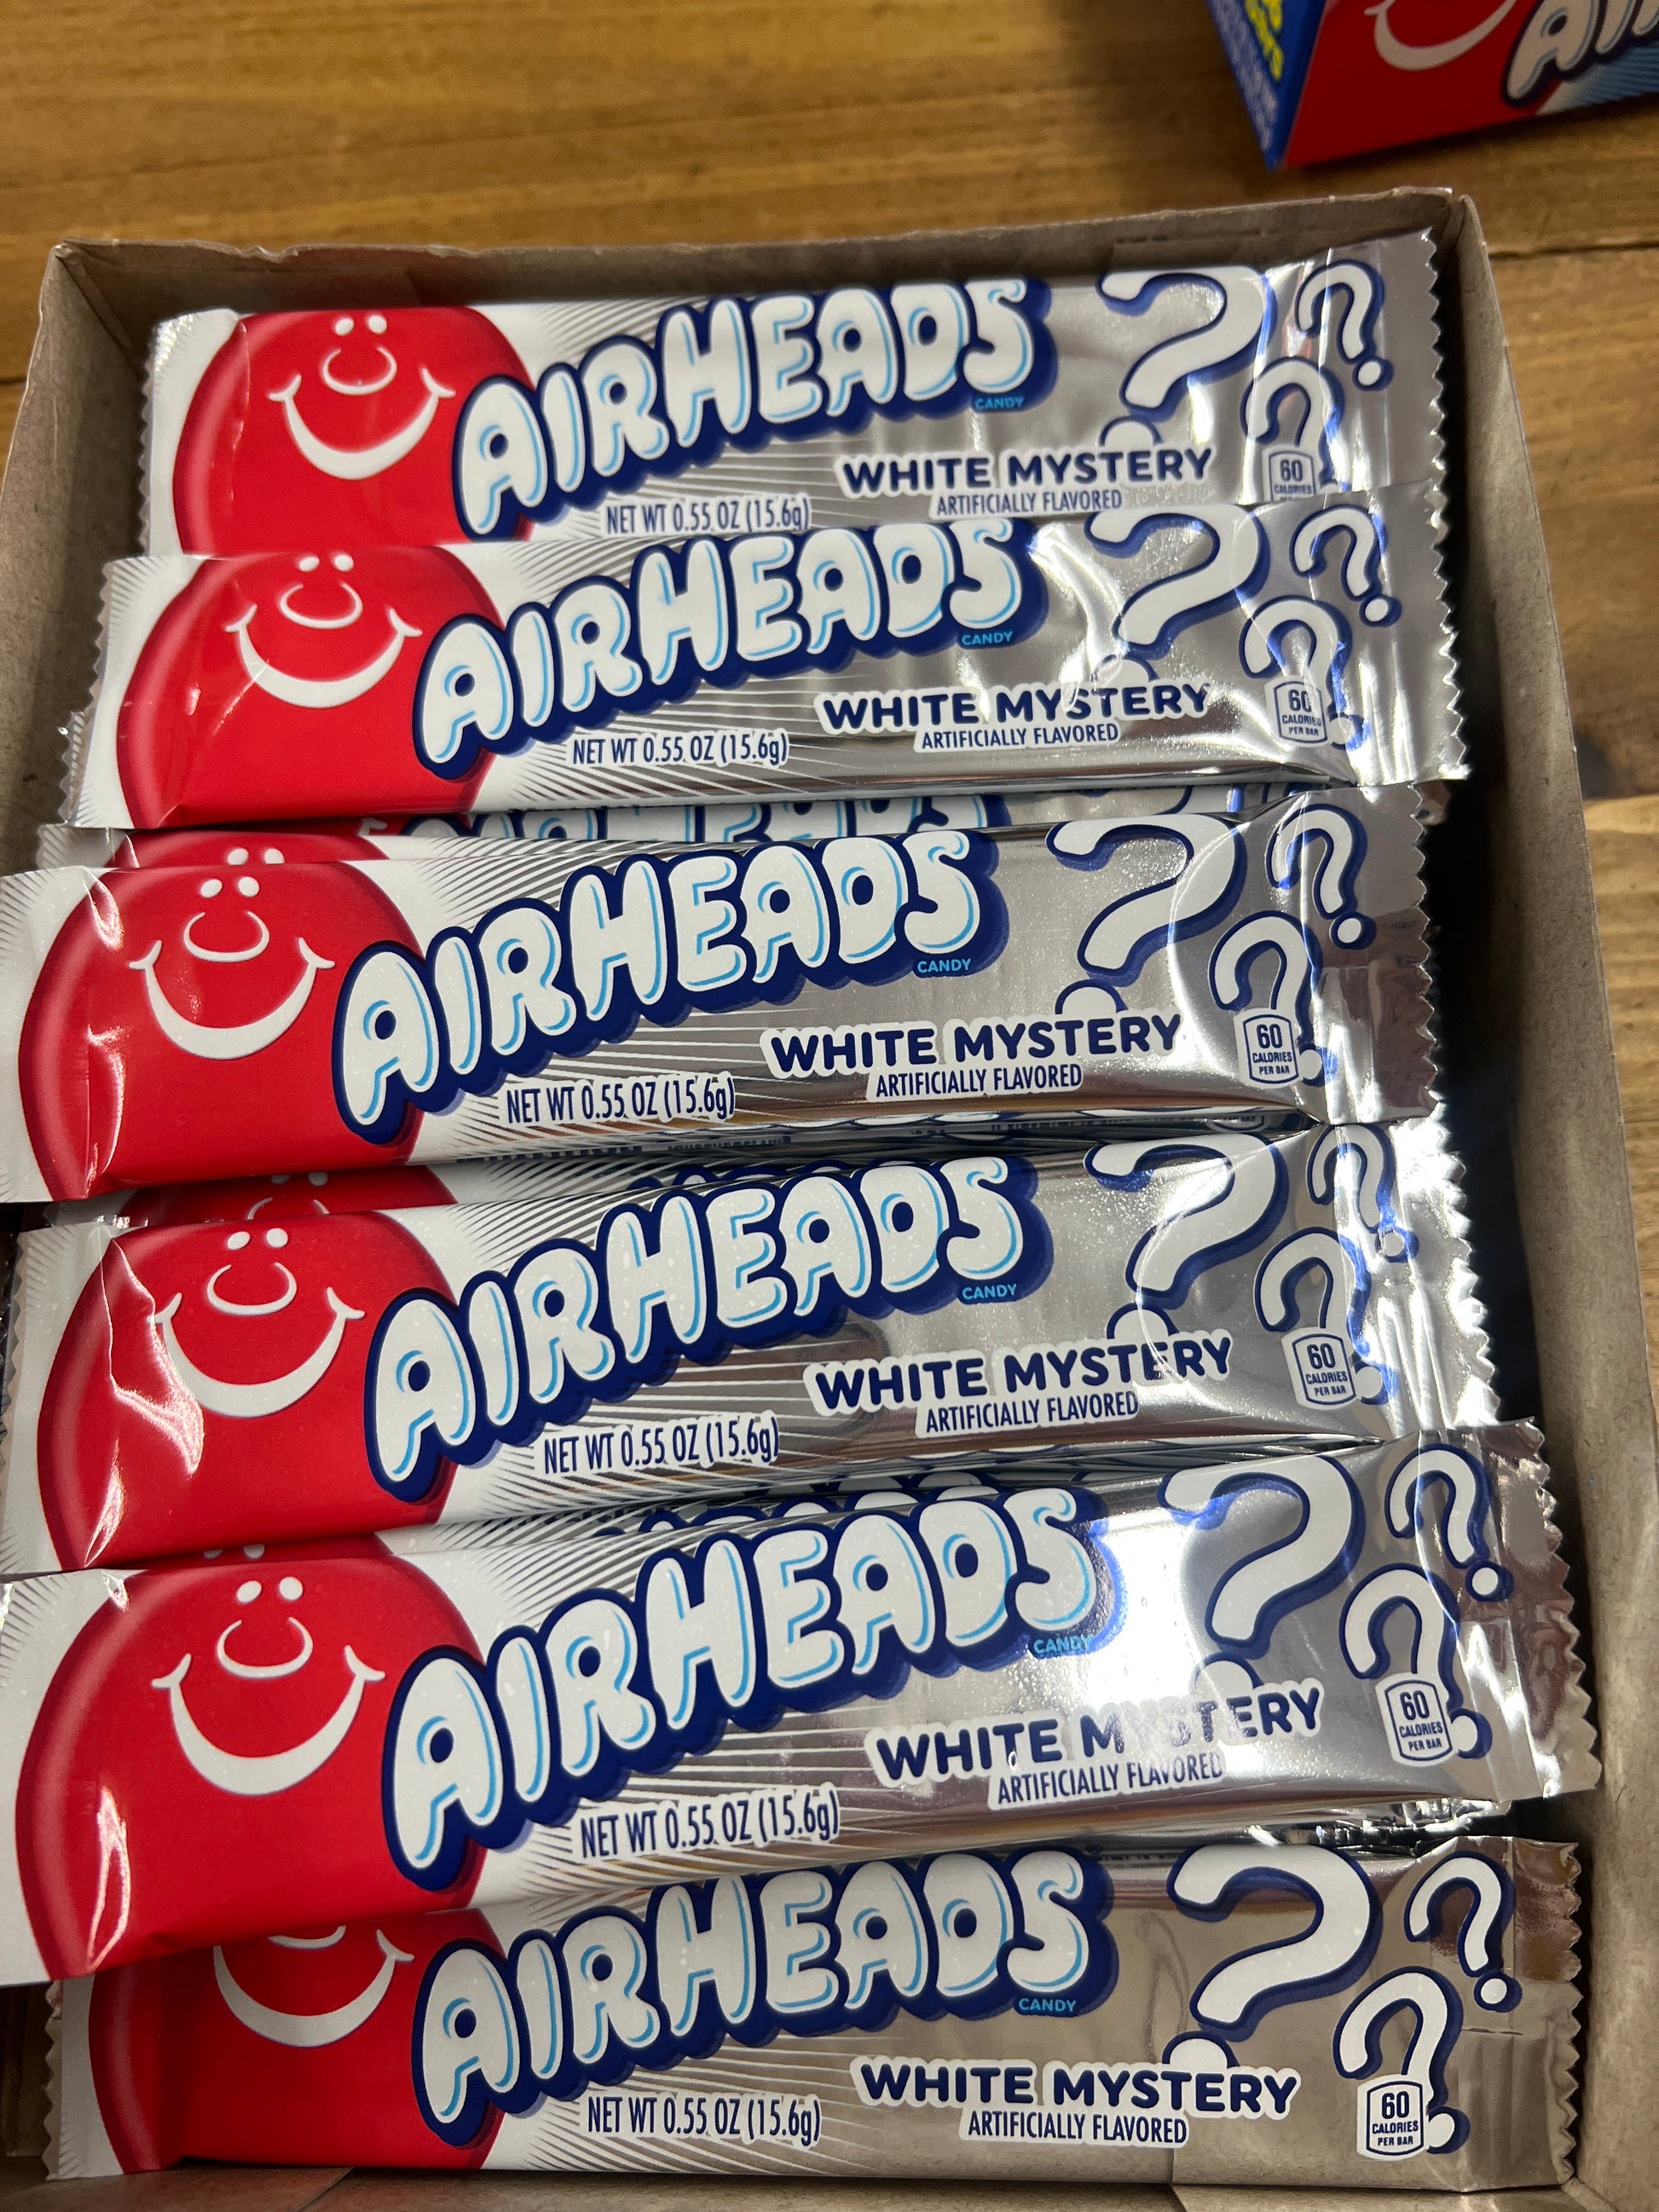 AIRHEADS
CANDY
WHITE MYSTERY
ARTIFICIALLY FLAVORED
NET WT 0.55 OZ (15.6g)
60
CALORIES
AIRHEADS
CANDY
WHITE MYSTERY
ARTIFICIALLY FLAVORED
NET WT 0.55 OZ (15.6g)
60
CALORIES
PER BAR
AIRHEADS
AIRHEADS
CANDY
WHITE MYSTERY
ARTIFICIALLY FLAVORED
NET WT 0.55 OZ (15.6g)
60
CALORIES
PER BAR
AIRHEADS
CANDY
WHITE MYSTERY
ARTIFICIALLY FLAVORED
NET WT 0.55 OZ (15.6g)
60
CALORIES
PER BAR
AIRHEADS
CANDY
WHITE MYSTERY
ARTIFICIALLY FLAVORED
NET WT 0.55 OZ (15.6g)
60
CALORIES
PER BAR
AIRHEADS
CANDY
WHITE MYSTERY
ARTIFICIALLY FLAVORED
NET WT 0.55 OZ (15.6g)
60
CALORIES
PER BAR